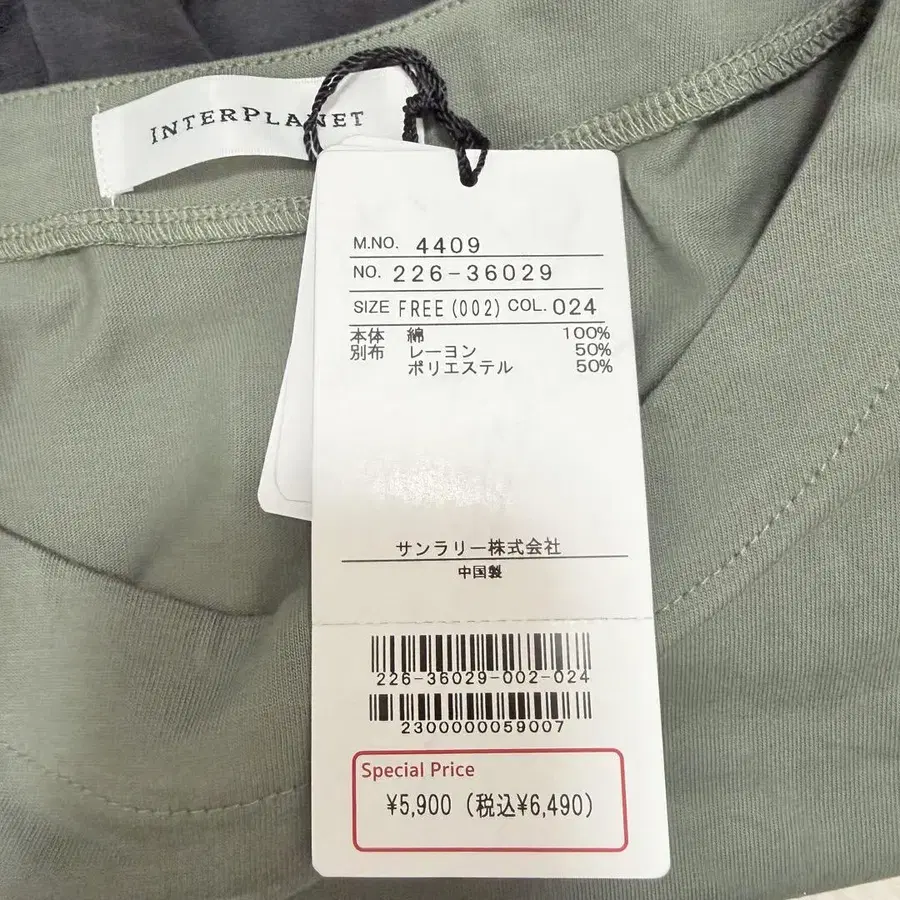 INTERPLANET
M.NO. 4409
NO. 226-36029
SIZE FREE(002) COL. 024
本体 綿 100%
別布 レーヨン 50%
ポリエステル 50%
サンラリー株式会社
中国製
226-36029-002-024
2300000059007
Special Price
¥5,900 (税込¥6,490)